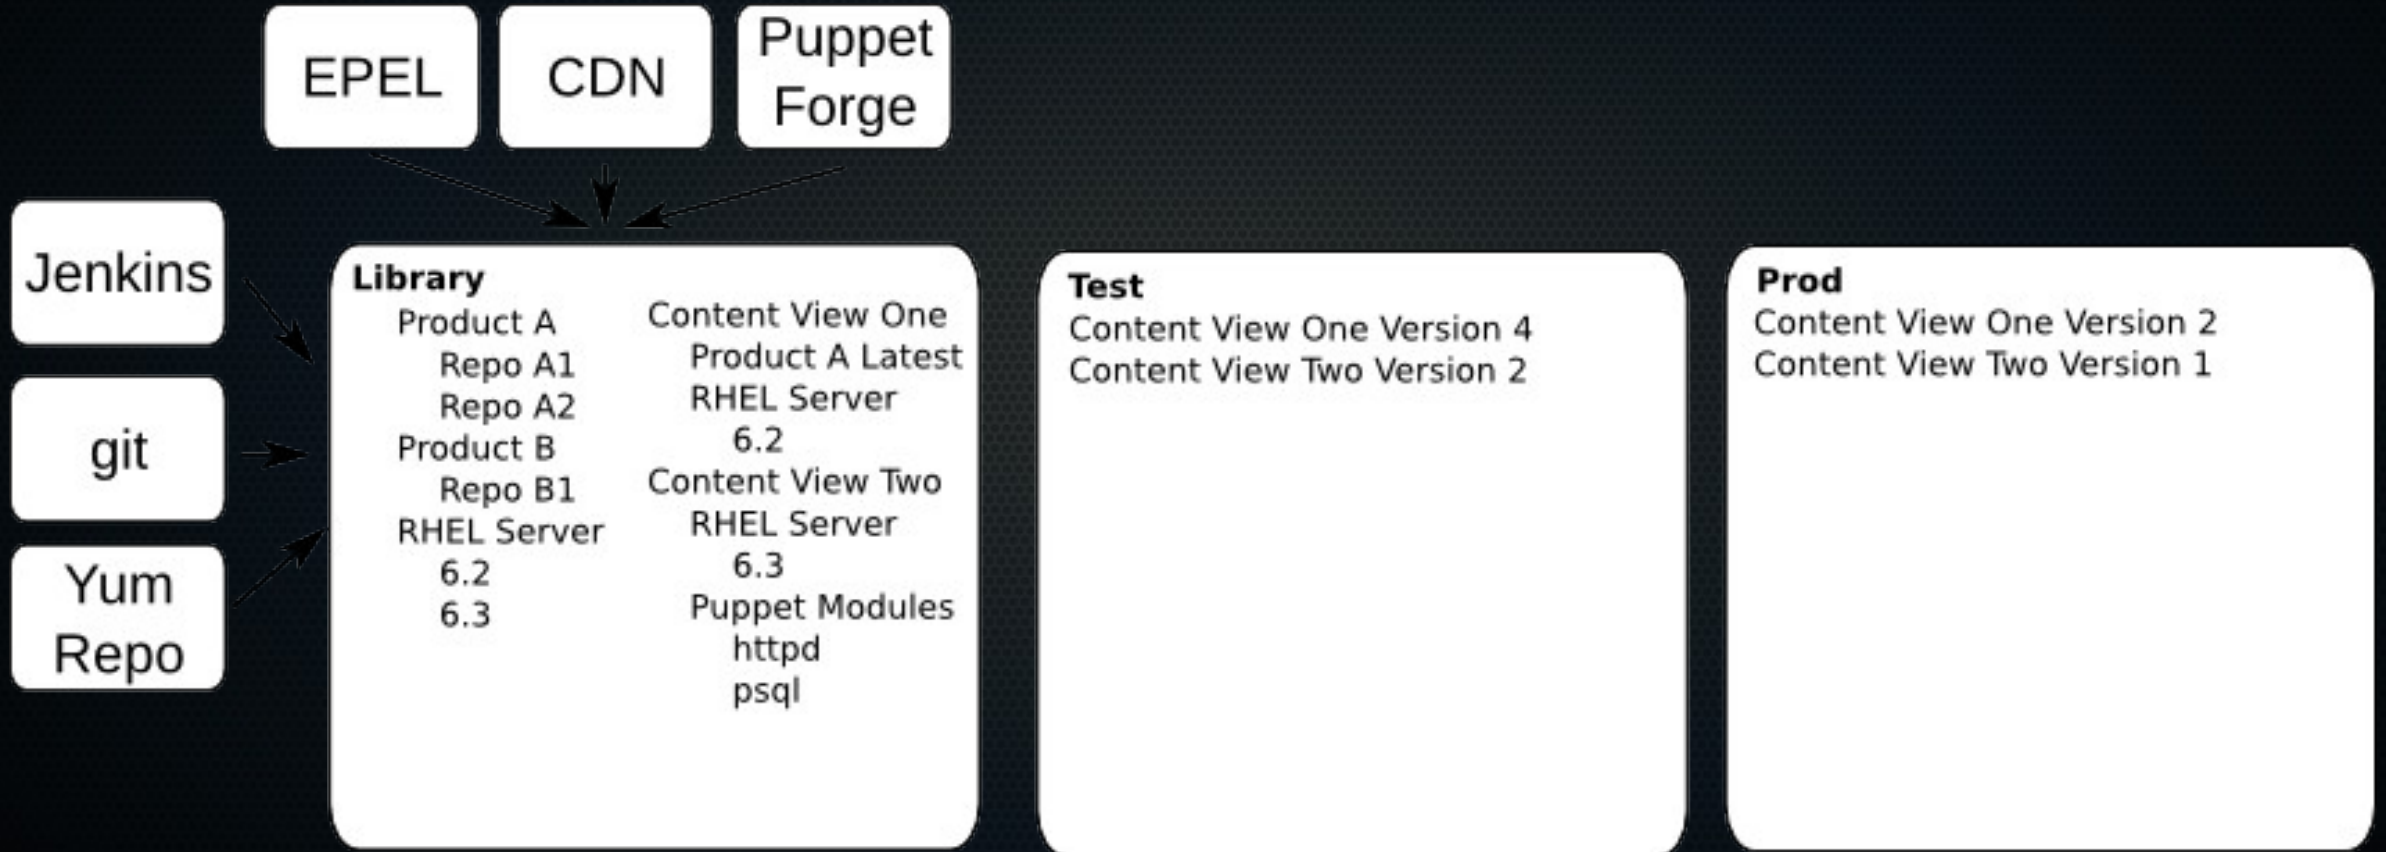 EPEL
CDN
Puppet
Forge
Jenkins
git
Yum
Repo
Library
Product A
Repo A1
Repo A2
Product B
Repo B1
RHEL Server
6.2
6.3
Content View One
Product A Latest
RHEL Server
6.2
Content View Two
RHEL Server
6.3
Puppet Modules
httpd
psql
Test
Content View One Version 4
Content View Two Version 2
Prod
Content View One Version 2
Content View Two Version 1